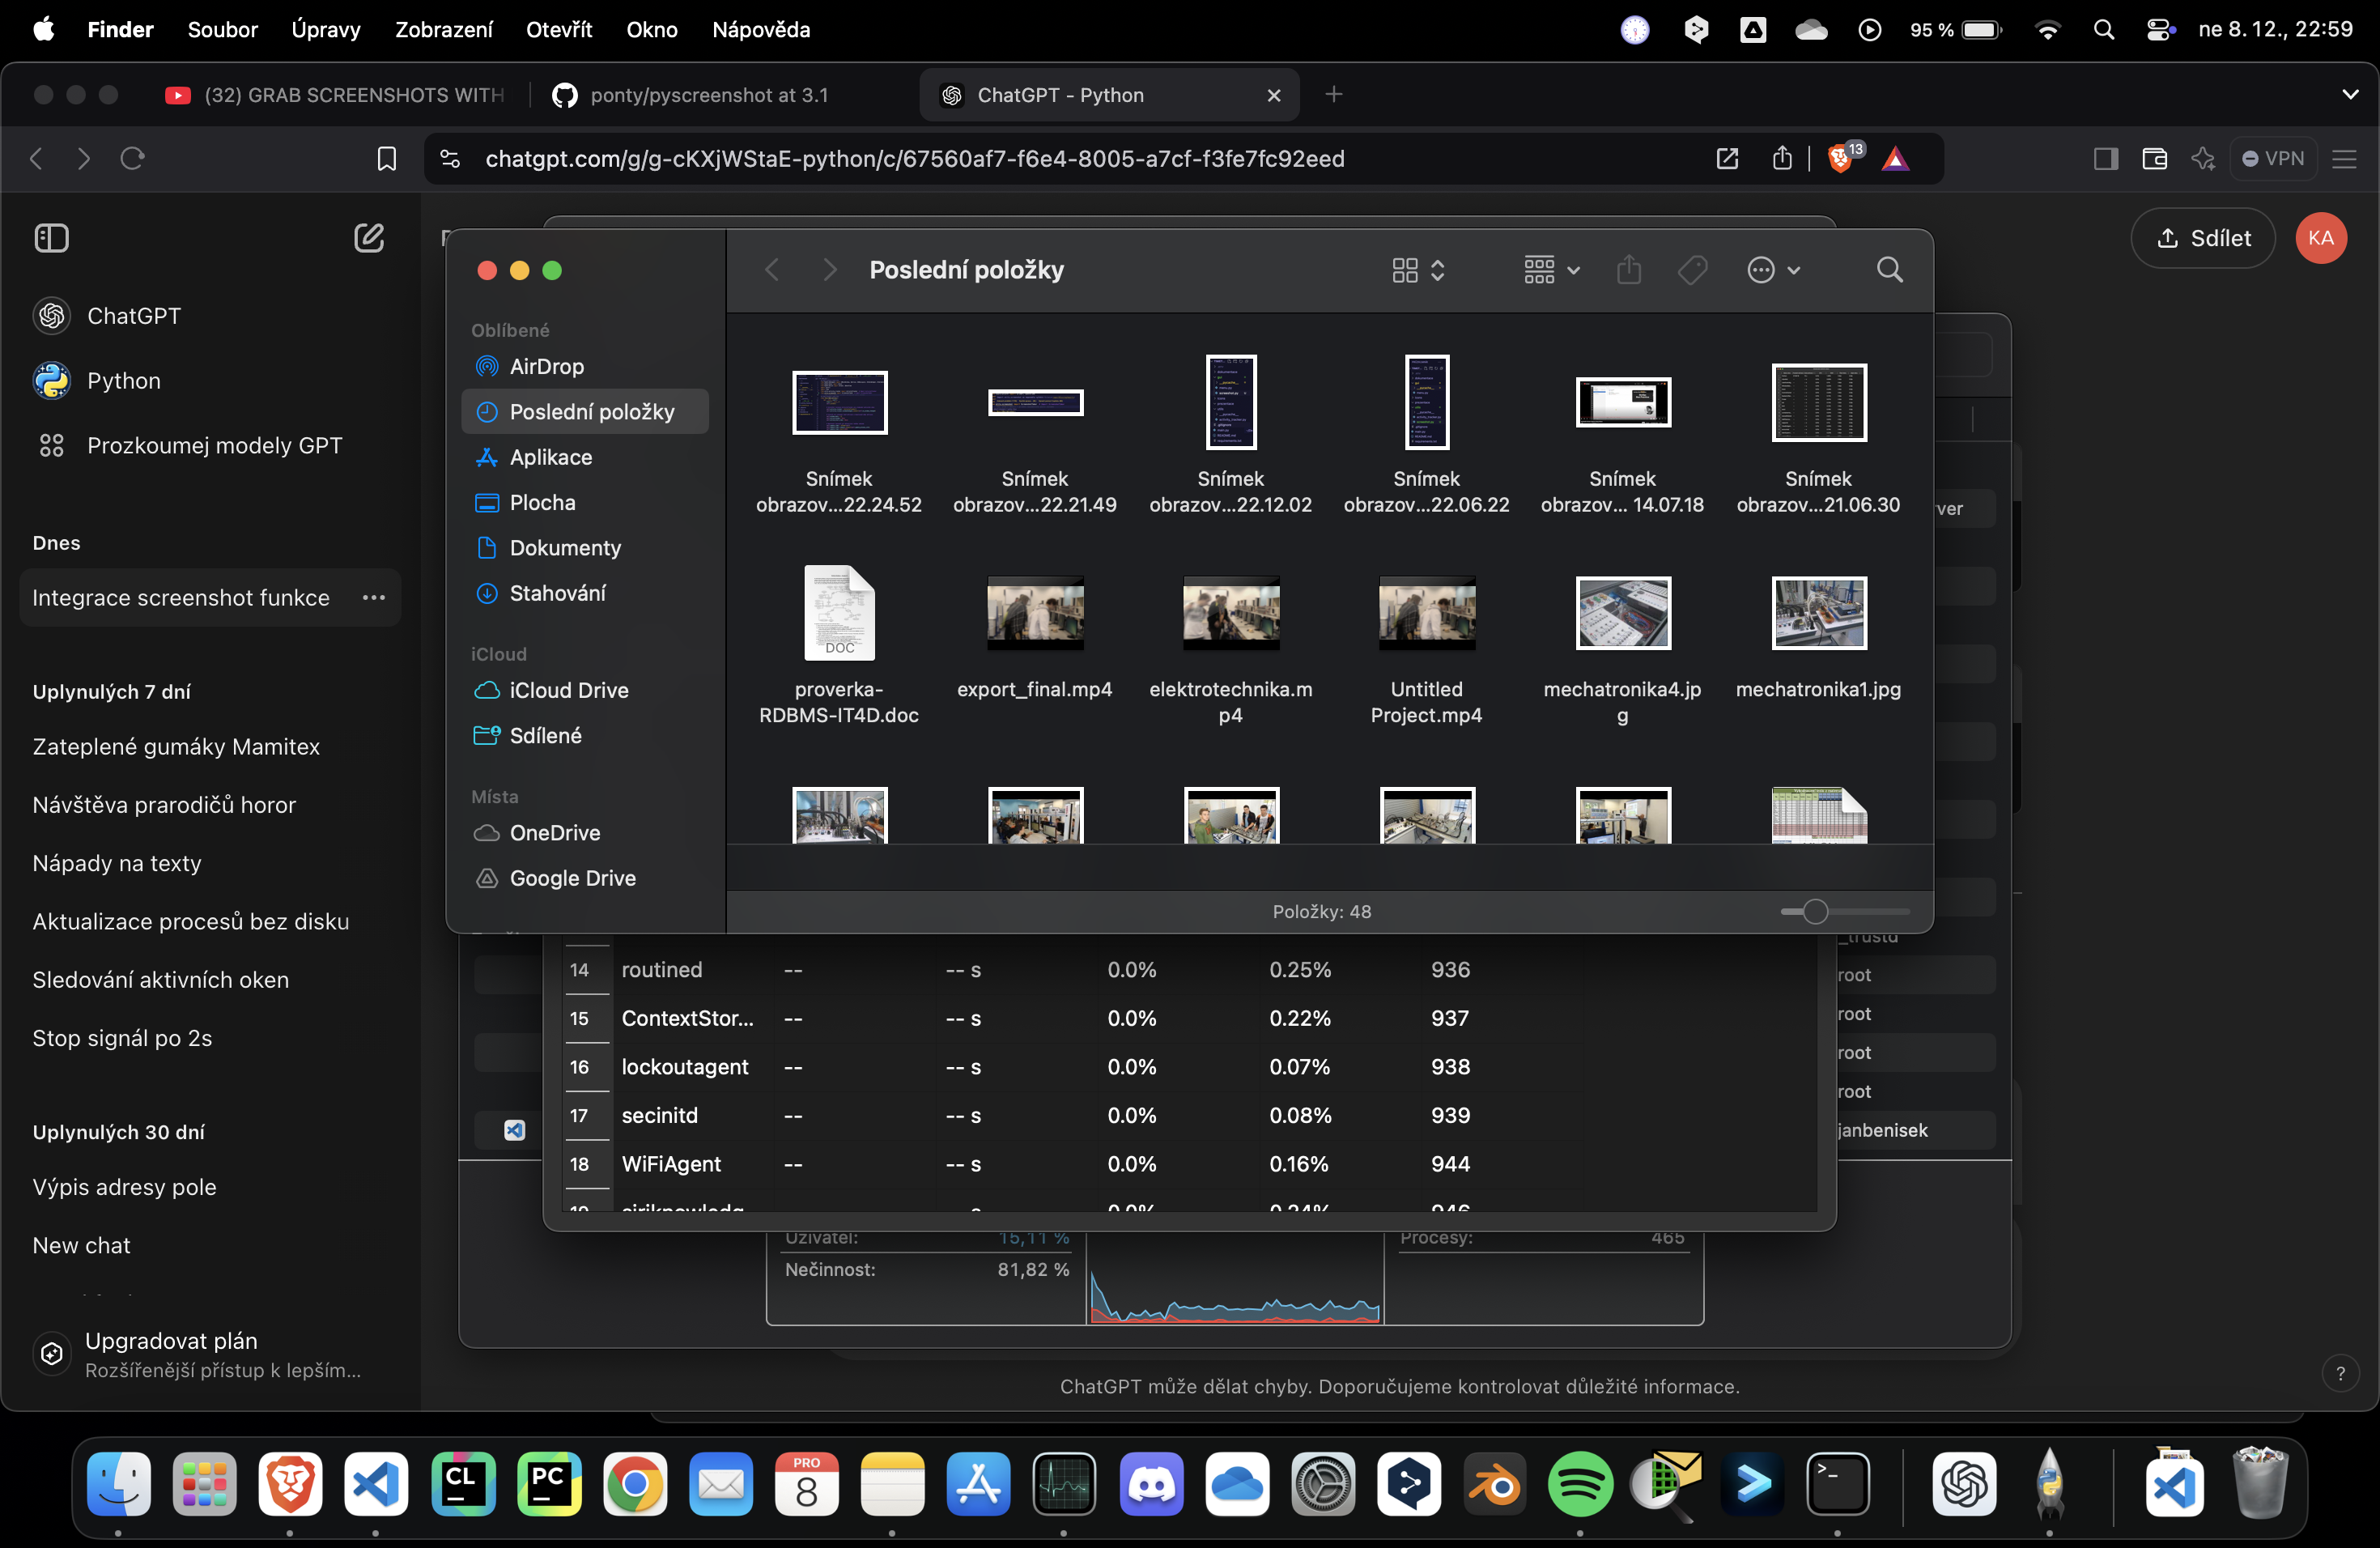 Finder Soubor Úpravy Zobrazení Otevřít Okno Nápověda 95 % ne 8. 12., 22:59
(32) GRAB SCREENSHOTS WITH ponty/pyscreenshot at 3.1 ChatGPT - Python
chatgpt.com/g/g-cKXjWStaE-python/c/67560af7-f6e4-8005-a7cf-f3fe7fc92eed 13 VPN
Sdílet KA
ChatGPT
Python
Prozkoumej modely GPT
Dnes
Integrace screenshot funkce
Uplynulých 7 dní
Zateplené gumáky Mamitex
Návštěva prarodičů horor
Nápady na texty
Aktualizace procesů bez disku
Sledování aktivních oken
Stop signál po 2s
Uplynulých 30 dní
Výpis adresy pole
New chat
Upgradovat plán
Rozšířenější přístup k lepším...
Poslední položky
Oblíbené
AirDrop
Poslední položky
Aplikace
Plocha
Dokumenty
Stahování
iCloud
iCloud Drive
Sdílené
Místa
OneDrive
Google Drive
Snímek obrazov...22.24.52
Snímek obrazov...22.21.49
Snímek obrazov...22.12.02
Snímek obrazov...22.06.22
Snímek obrazov... 14.07.18
Snímek obrazov...21.06.30
DOC
proverka-RDBMS-IT4D.doc
export_final.mp4
elektrotechnika.mp4
Untitled Project.mp4
mechatronika4.jpg
mechatronika1.jpg
Položky: 48
ver
_trustd
14 routined -- -- s 0.0% 0.25% 936
root
15 ContextStor... -- -- s 0.0% 0.22% 937
root
16 lockoutagent -- -- s 0.0% 0.07% 938
root
17 secinitd -- -- s 0.0% 0.08% 939
root
janbenisek
18 WiFiAgent -- -- s 0.0% 0.16% 944
Uživatel: 15,11 % Procesy: 465
Nečinnost: 81,82 %
ChatGPT může dělat chyby. Doporučujeme kontrolovat důležité informace.
?
CL PC PRO 8 >_